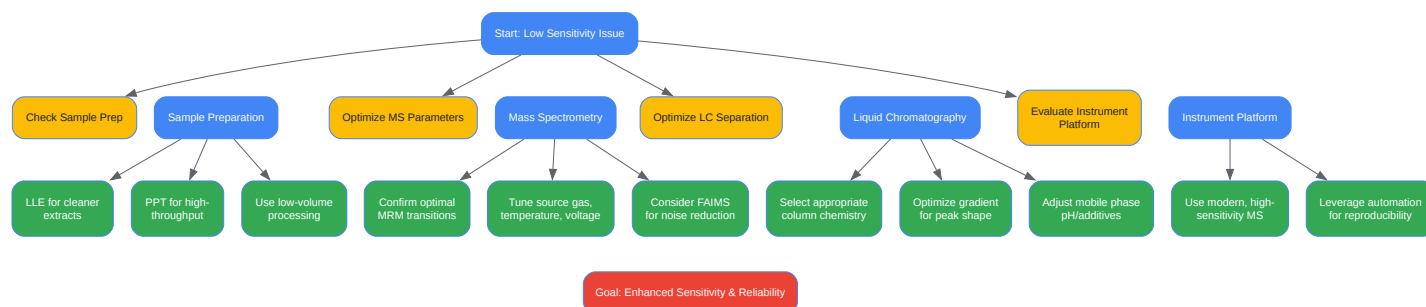 Start: Low Sensitivity Issue
Check Sample Prep
Sample Preparation
Optimize MS Parameters
Mass Spectrometry
Optimize LC Separation
Liquid Chromatography
Evaluate Instrument
Platform
Instrument Platform
LLE for cleaner
extracts
PPT for high-
throughput
Use low-volume
processing
Confirm optimal
MRM transitions
Tune source gas,
temperature, voltage
Consider FAIMS
for noise reduction
Select appropriate
column chemistry
Optimize gradient
for peak shape
Adjust mobile phase
pH/additives
Use modern, high-
sensitivity MS
Leverage automation
for reproducibility
Goal: Enhanced Sensitivity & Reliability